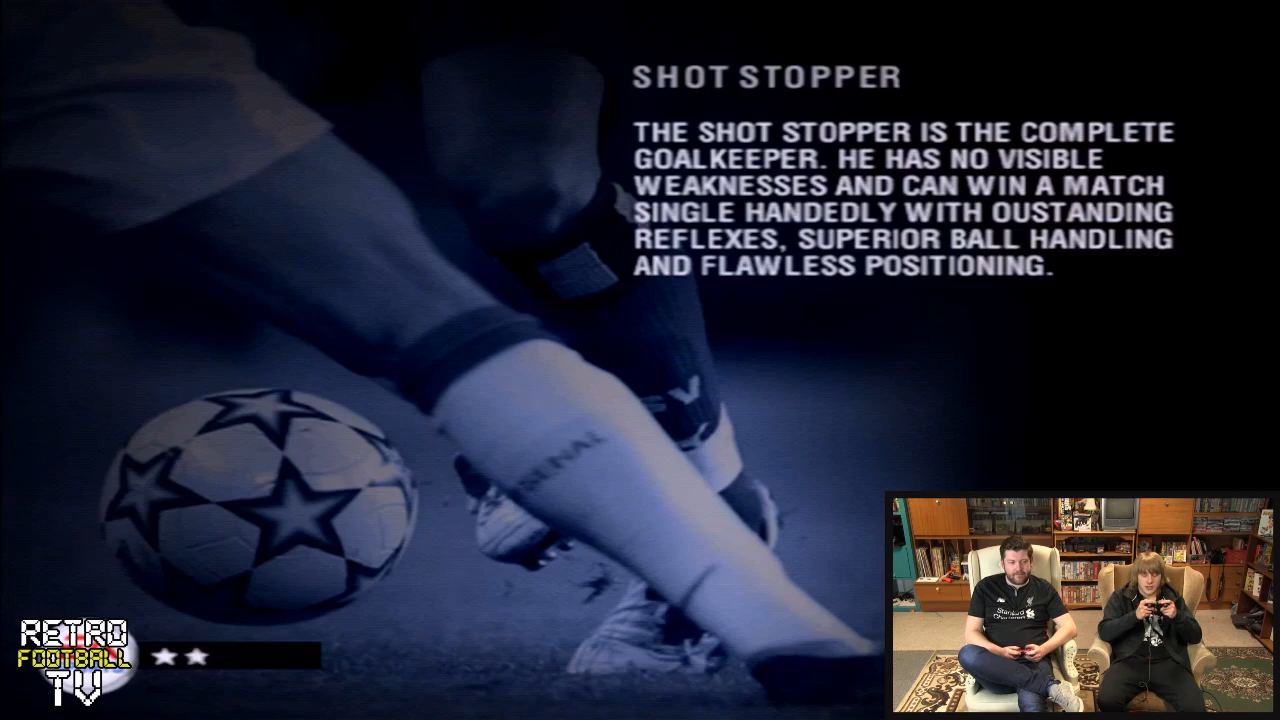 SHOT STOPPER
THE SHOT STOPPER IS THE COMPLETE
GOALKEEPER. HE HAS NO VISIBLE
WEAKNESSES AND CAN WIN A MATCH
SINGLE HANDEDLY WITH OUSTANDING
REFLEXES, SUPERIOR BALL HANDLING
AND FLAWLESS POSITIONING.
RETRO
FOOTBALL
TV